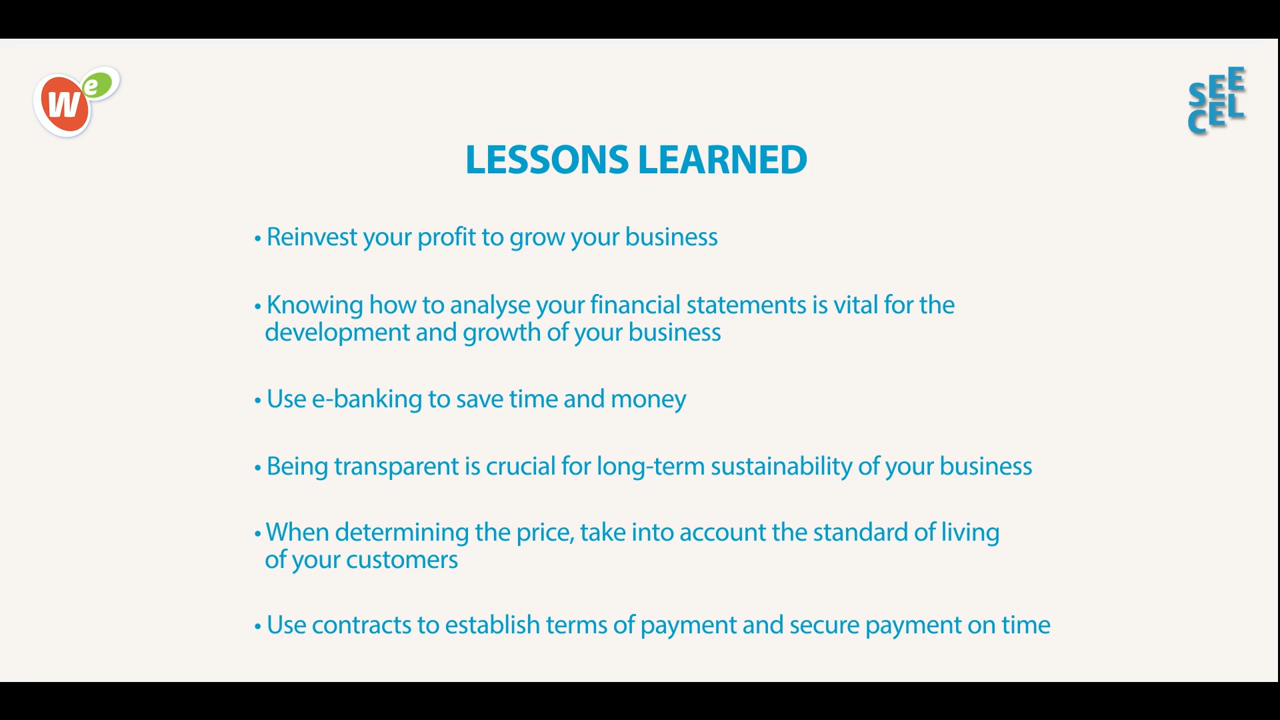 We
SEE
CEL
LESSONS LEARNED
• Reinvest your profit to grow your business
• Knowing how to analyse your financial statements is vital for the
development and growth of your business
• Use e-banking to save time and money
• Being transparent is crucial for long-term sustainability of your business
• When determining the price, take into account the standard of living
of your customers
• Use contracts to establish terms of payment and secure payment on time